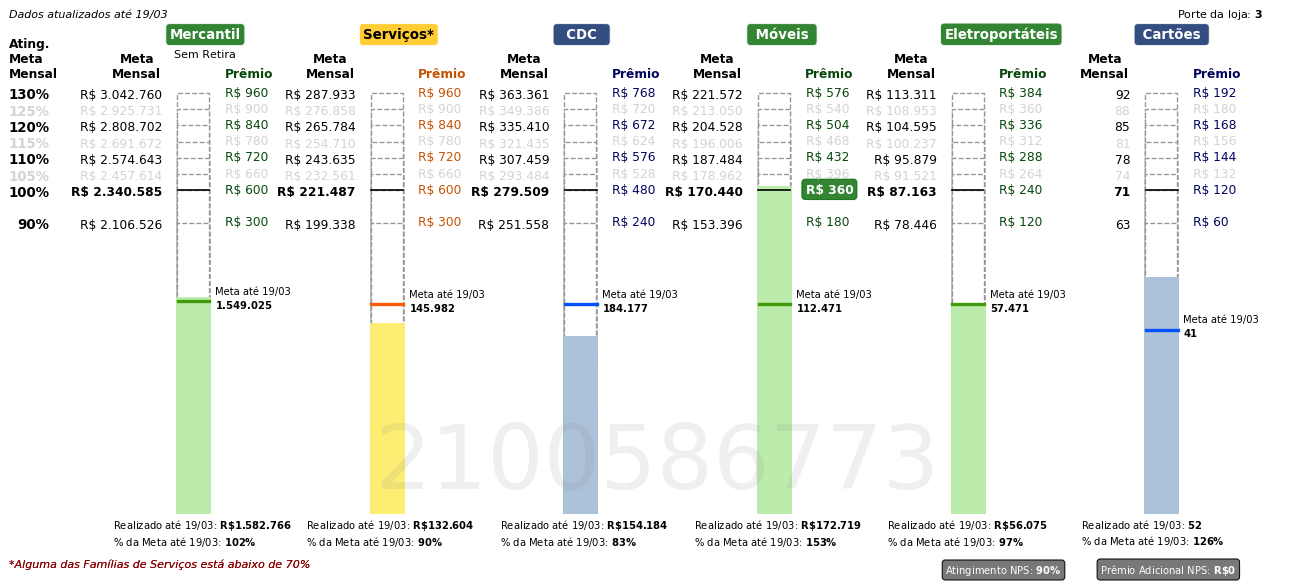 Dados atualizados até 19/03
Porte da loja: 3
Mercantil
Serviços*
CDC
Móveis
Eletroportáteis
Cartões
Sem Retira
Ating. Meta Mensal
Meta Mensal Prêmio Meta Mensal Prêmio Meta Mensal Prêmio Meta Mensal Prêmio Meta Mensal Prêmio Meta Mensal Prêmio
130% R$ 3.042.760 R$ 960 R$ 287.933 R$ 960 R$ 363.361 R$ 768 R$ 221.572 R$ 576 R$ 113.311 R$ 384 92 R$ 192
125% R$ 2.925.731 R$ 900 R$ 276.858 R$ 900 R$ 349.386 R$ 720 R$ 213.050 R$ 540 R$ 108.953 R$ 360 88 R$ 180
120% R$ 2.808.702 R$ 840 R$ 265.784 R$ 840 R$ 335.410 R$ 672 R$ 204.528 R$ 504 R$ 104.595 R$ 336 85 R$ 168
115% R$ 2.691.672 R$ 780 R$ 254.710 R$ 780 R$ 321.435 R$ 624 R$ 196.006 R$ 468 R$ 100.237 R$ 312 81 R$ 156
110% R$ 2.574.643 R$ 720 R$ 243.635 R$ 720 R$ 307.459 R$ 576 R$ 187.484 R$ 432 R$ 95.879 R$ 288 78 R$ 144
105% R$ 2.457.614 R$ 660 R$ 232.561 R$ 660 R$ 293.484 R$ 528 R$ 178.962 R$ 396 R$ 91.521 R$ 264 74 R$ 132
100% R$ 2.340.585 R$ 600 R$ 221.487 R$ 600 R$ 279.509 R$ 480 R$ 170.440 R$ 360 R$ 87.163 R$ 240 71 R$ 120
90% R$ 2.106.526 R$ 300 R$ 199.338 R$ 300 R$ 251.558 R$ 240 R$ 153.396 R$ 180 R$ 78.446 R$ 120 63 R$ 60
Meta até 19/03
1.549.025
Meta até 19/03
145.982
Meta até 19/03
184.177
Meta até 19/03
112.471
Meta até 19/03
57.471
Meta até 19/03
41
2100586773
Realizado até 19/03: R$1.582.766
% da Meta até 19/03: 102%
Realizado até 19/03: R$132.604
% da Meta até 19/03: 90%
Realizado até 19/03: R$154.184
% da Meta até 19/03: 83%
Realizado até 19/03: R$172.719
% da Meta até 19/03: 153%
Realizado até 19/03: R$56.075
% da Meta até 19/03: 97%
Realizado até 19/03: 52
% da Meta até 19/03: 126%
*Alguma das Famílias de Serviços está abaixo de 70%
Atingimento NPS: 90%
Prêmio Adicional NPS: R$0